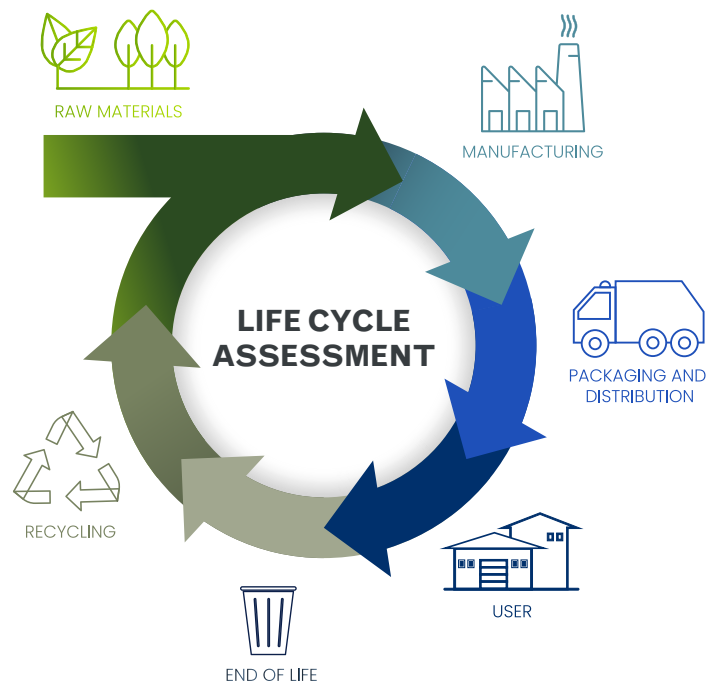 RAW MATERIALS
MANUFACTURING
LIFE CYCLE
ASSESSMENT
PACKAGING AND
DISTRIBUTION
RECYCLING
USER
END OF LIFE